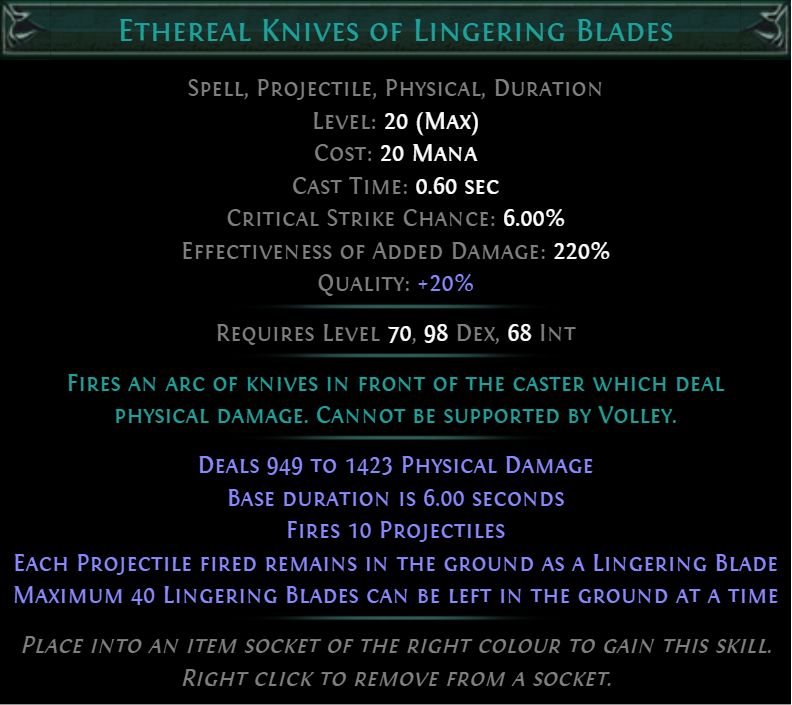 Ethereal Knives of Lingering Blades
Spell, Projectile, Physical, Duration
Level: 20 (Max)
Cost: 20 Mana
Cast Time: 0.60 sec
Critical Strike Chance: 6.00%
Effectiveness of Added Damage: 220%
Quality: +20%
Requires Level 70, 98 Dex, 68 Int
Fires an arc of knives in front of the caster which deal
physical damage. Cannot be supported by Volley.
Deals 949 to 1423 Physical Damage
Base duration is 6.00 seconds
Fires 10 Projectiles
Each Projectile fired remains in the ground as a Lingering Blade
Maximum 40 Lingering Blades can be left in the ground at a time
Place into an item socket of the right colour to gain this skill.
Right click to remove from a socket.